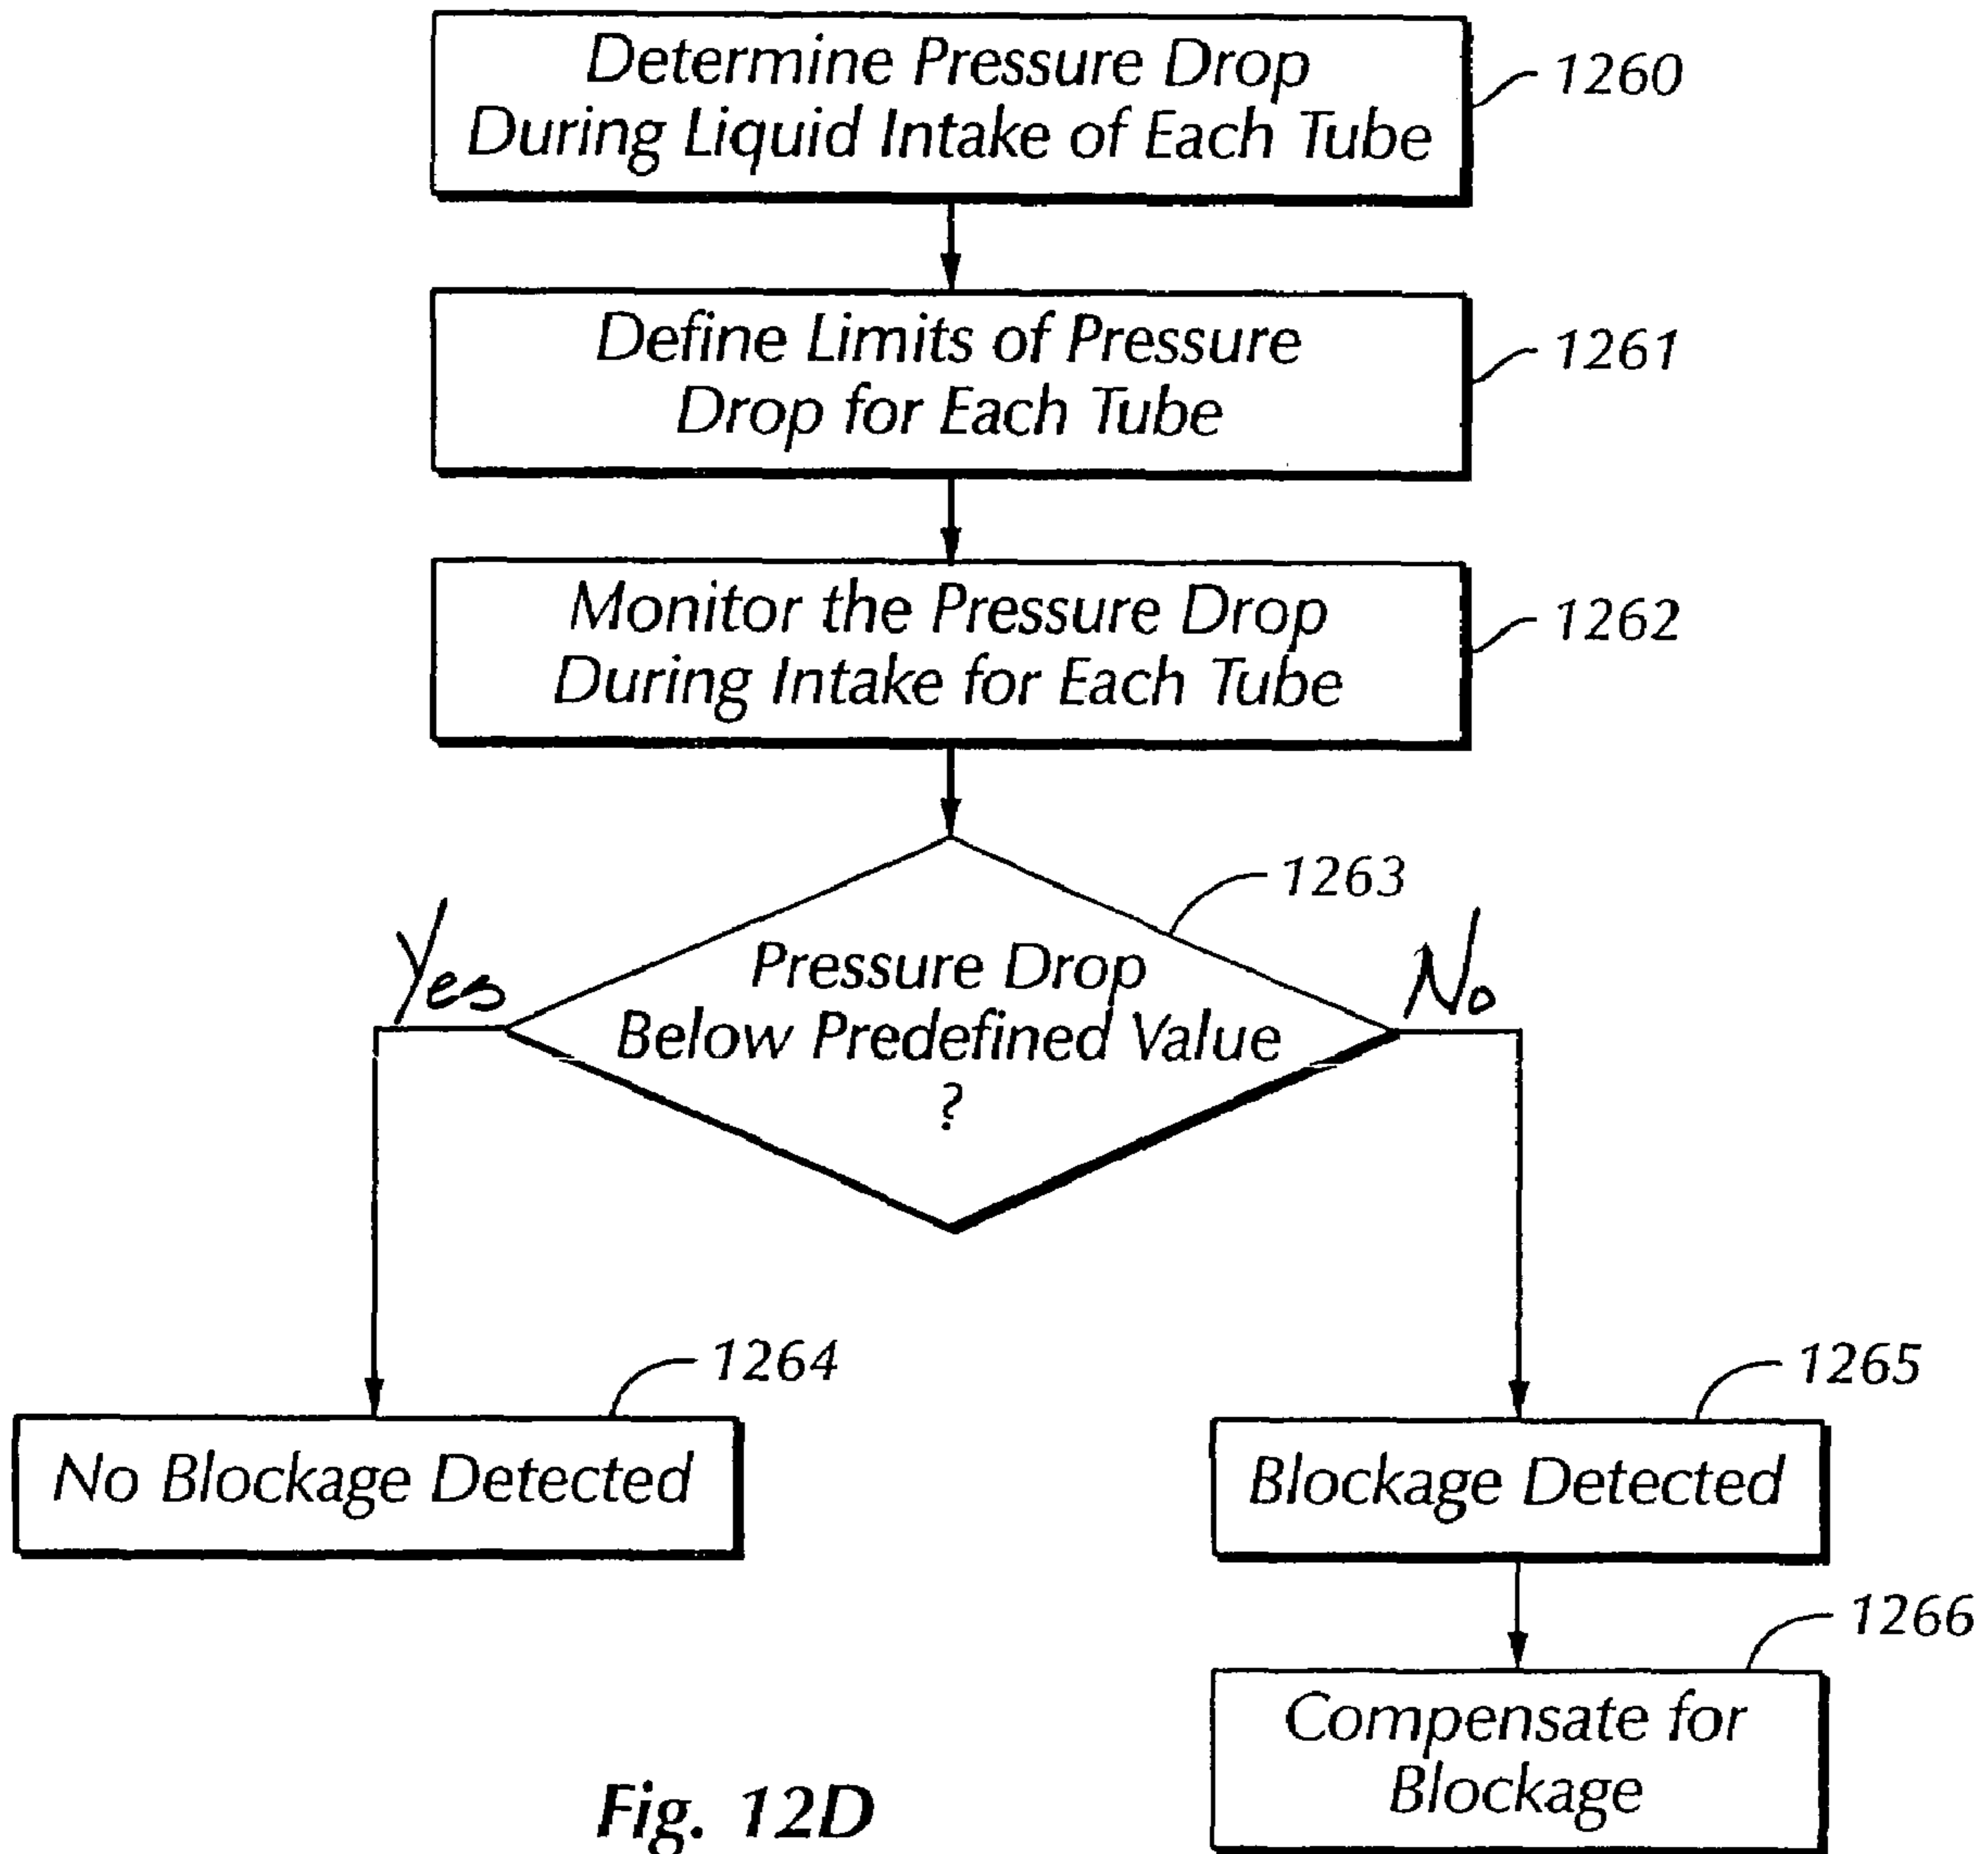 Determine Pressure Drop
During Liquid Intake of Each Tube
1260
Define Limits of Pressure
Drop for Each Tube
1261
Monitor the Pressure Drop
During Intake for Each Tube
1262
1263
Pressure Drop
Below Predefined Value
?
Yes
No
1264
No Blockage Detected
1265
Blockage Detected
1266
Compensate for
Blockage
Fig. 12D